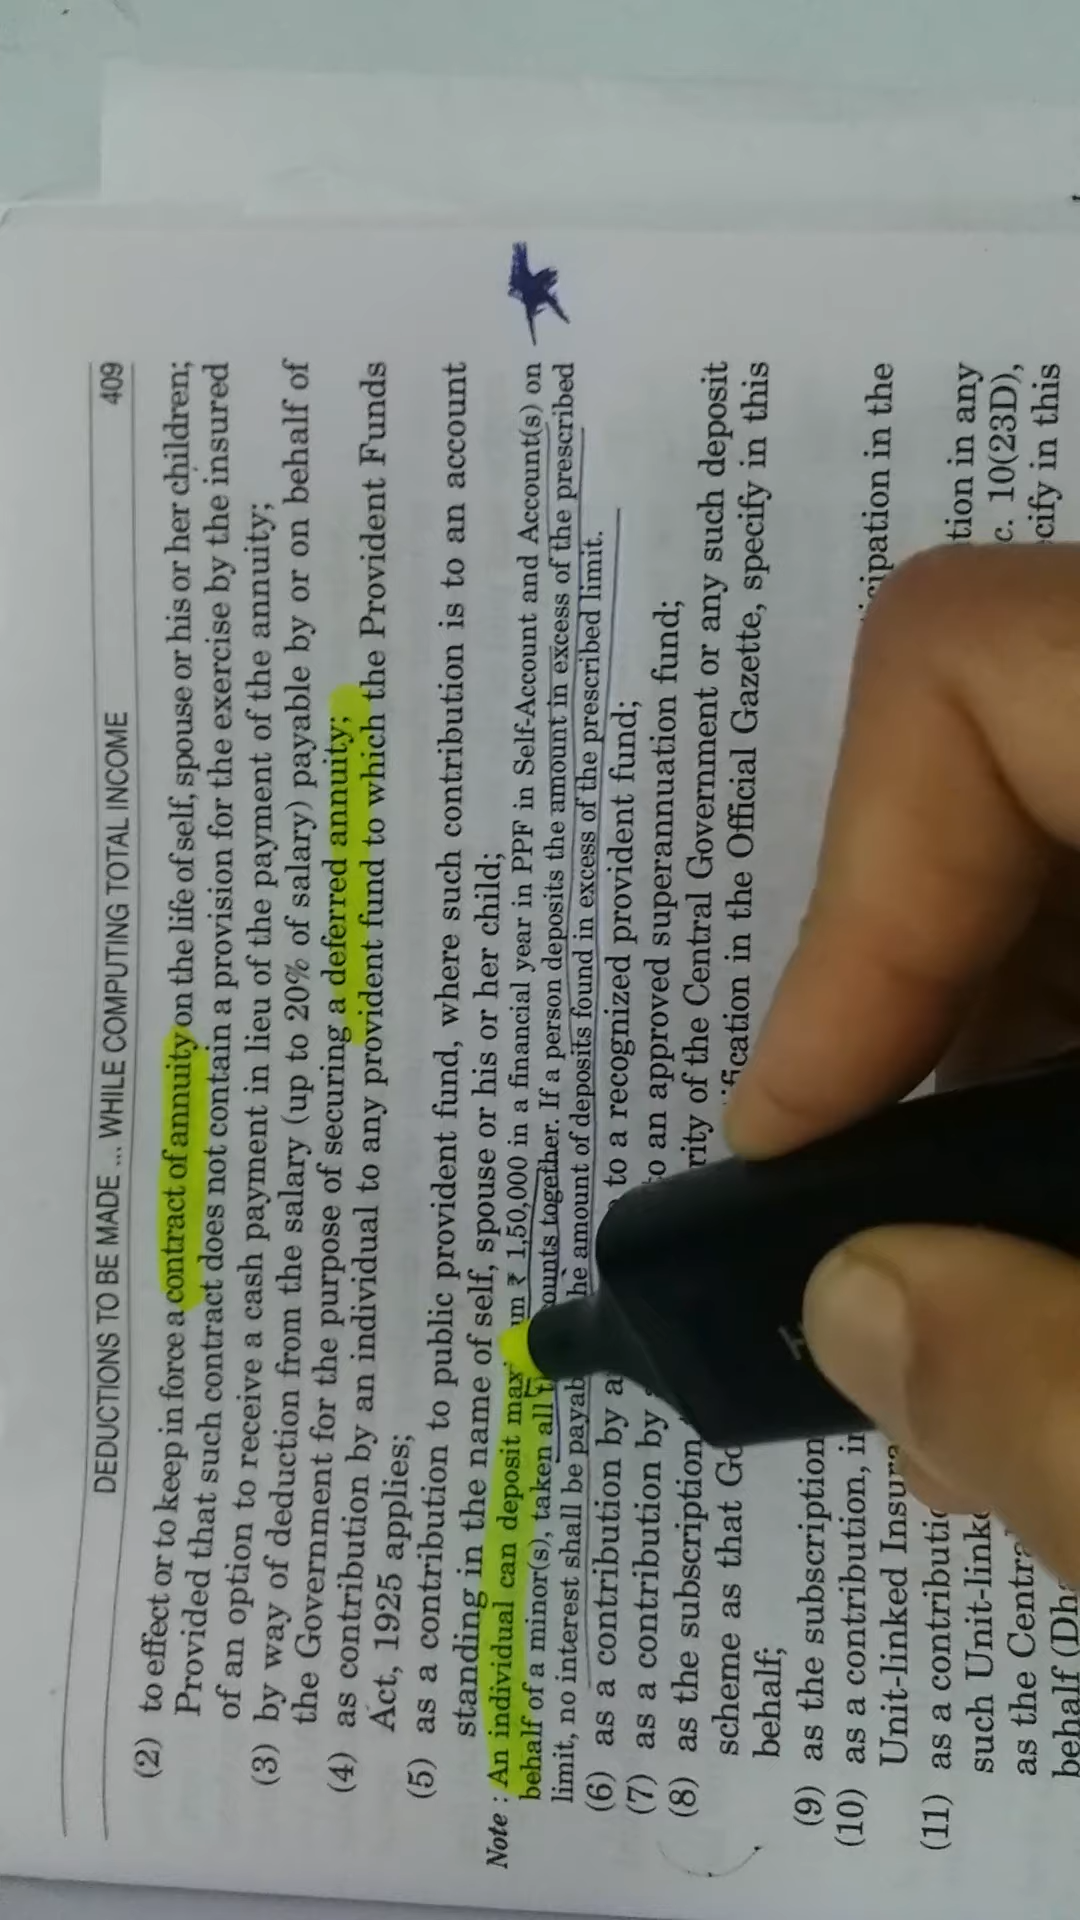 DEDUCTIONS TO BE MADE ... WHILE COMPUTING TOTAL INCOME 409
(2) to effect or to keep in force a contract of annuity on the life of self, spouse or his or her children;
Provided that such contract does not contain a provision for the exercise by the insured
of an option to receive a cash payment in lieu of the payment of the annuity;
(3) by way of deduction from the salary (up to 20% of salary) payable by or on behalf of
the Government for the purpose of securing a deferred annuity;
(4) as contribution by an individual to any provident fund to which the Provident Funds
Act, 1925 applies;
(5) as a contribution to public provident fund, where such contribution is to an account
standing in the name of self, spouse or his or her child;
Note : An individual can deposit max um ₹ 1,50,000 in a financial year in PPF in Self-Account and Account(s) on
behalf of a minor(s), taken all ounts together. If a person deposits the amount in excess of the prescribed
limit, no interest shall be payab he amount of deposits found in excess of the prescribed limit.
(6) as a contribution by a to a recognized provident fund;
(7) as a contribution by o an approved superannuation fund;
(8) as the subscription rity of the Central Government or any such deposit
scheme as that Go ification in the Official Gazette, specify in this
behalf;
(9) as the subscription
(10) as a contribution, in cipation in the
Unit-linked Insura
(11) as a contributio tion in any
such Unit-linke c. 10(23D),
as the Centra cify in this
behalf (Dh